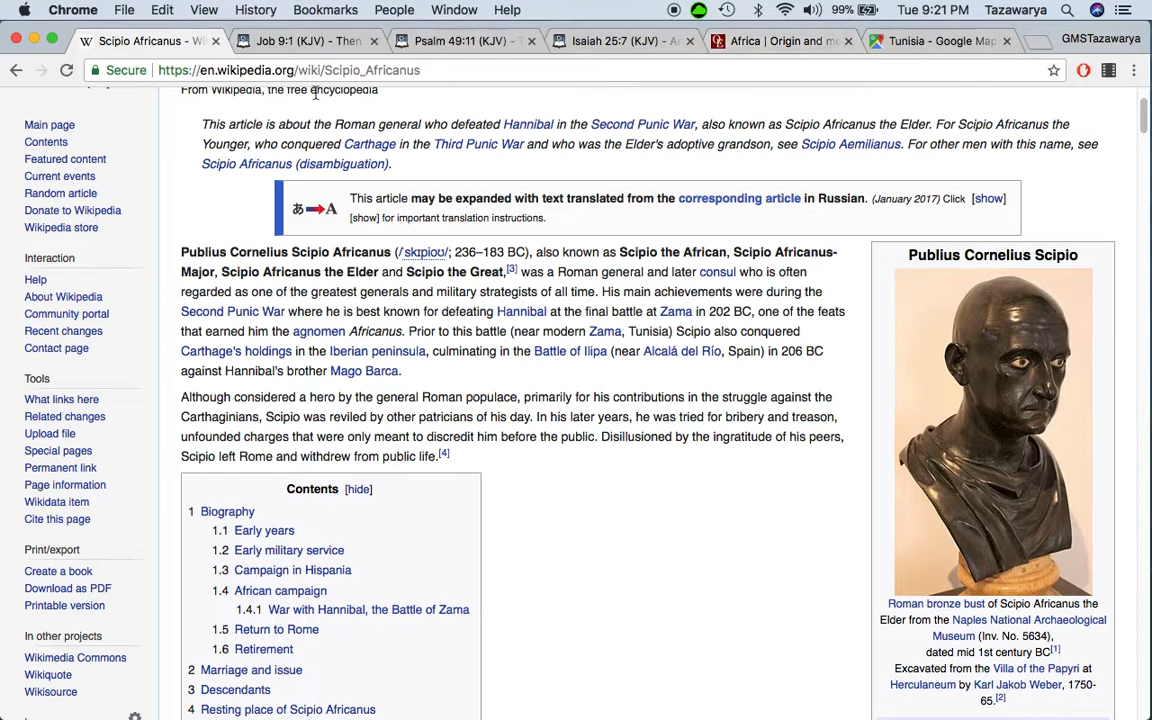 Chrome File Edit View History Bookmarks People Window Help 99% Tue 9:21 PM Tazawarya
Scipio Africanus - Wi Job 9:1 (KJV) - Then Psalm 49:11 (KJV) - T Isaiah 25:7 (KJV) - An Africa | Origin and me Tunisia - Google Map GMSTazawarya
Secure https://en.wikipedia.org/wiki/Scipio_Africanus
From Wikipedia, the free encyclopedia
This article is about the Roman general who defeated Hannibal in the Second Punic War, also known as Scipio Africanus the Elder. For Scipio Africanus the
Younger, who conquered Carthage in the Third Punic War and who was the Elder's adoptive grandson, see Scipio Aemilianus. For other men with this name, see
Scipio Africanus (disambiguation).
あ A
This article may be expanded with text translated from the corresponding article in Russian. (January 2017) Click [show]
[show] for important translation instructions.
Publius Cornelius Scipio Africanus (/ˈskɪpioʊ/; 236–183 BC), also known as Scipio the African, Scipio Africanus-
Major, Scipio Africanus the Elder and Scipio the Great,[3] was a Roman general and later consul who is often
regarded as one of the greatest generals and military strategists of all time. His main achievements were during the
Second Punic War where he is best known for defeating Hannibal at the final battle at Zama in 202 BC, one of the feats
that earned him the agnomen Africanus. Prior to this battle (near modern Zama, Tunisia) Scipio also conquered
Carthage's holdings in the Iberian peninsula, culminating in the Battle of Ilipa (near Alcalá del Río, Spain) in 206 BC
against Hannibal's brother Mago Barca.
Although considered a hero by the general Roman populace, primarily for his contributions in the struggle against the
Carthaginians, Scipio was reviled by other patricians of his day. In his later years, he was tried for bribery and treason,
unfounded charges that were only meant to discredit him before the public. Disillusioned by the ingratitude of his peers,
Scipio left Rome and withdrew from public life.[4]
Contents [hide]
1 Biography
1.1 Early years
1.2 Early military service
1.3 Campaign in Hispania
1.4 African campaign
1.4.1 War with Hannibal, the Battle of Zama
1.5 Return to Rome
1.6 Retirement
2 Marriage and issue
3 Descendants
4 Resting place of Scipio Africanus
Publius Cornelius Scipio
Roman bronze bust of Scipio Africanus the
Elder from the Naples National Archaeological
Museum (Inv. No. 5634),
dated mid 1st century BC[1]
Excavated from the Villa of the Papyri at
Herculaneum by Karl Jakob Weber, 1750-
65.[2]
Main page
Contents
Featured content
Current events
Random article
Donate to Wikipedia
Wikipedia store
Interaction
Help
About Wikipedia
Community portal
Recent changes
Contact page
Tools
What links here
Related changes
Upload file
Special pages
Permanent link
Page information
Wikidata item
Cite this page
Print/export
Create a book
Download as PDF
Printable version
In other projects
Wikimedia Commons
Wikiquote
Wikisource